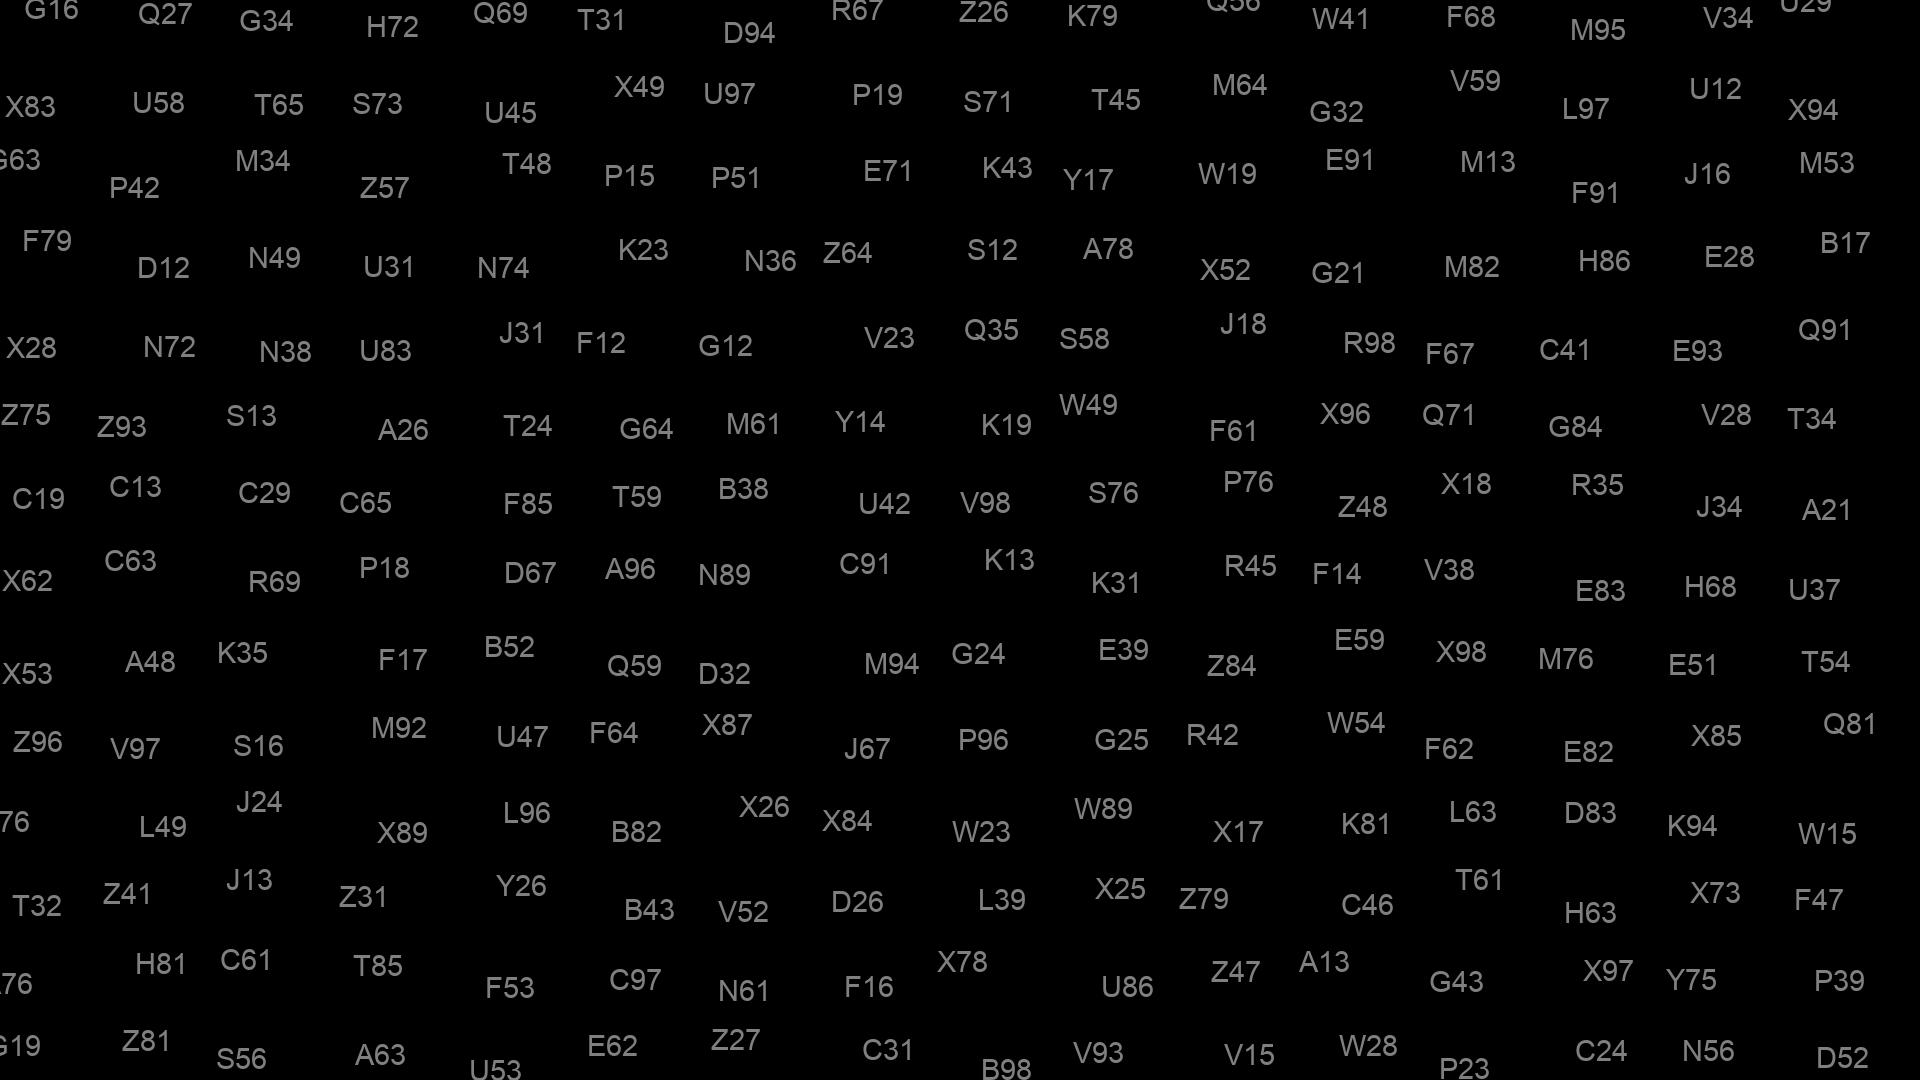 G16 Q27 G34 H72 Q69 T31 D94 R67 Z26 K79 Q56 W41 F68 M95 V34 U29
X83 U58 T65 S73 U45 X49 U97 P19 S71 T45 M64 G32 V59 L97 U12 X94
G63 P42 M34 Z57 T48 P15 P51 E71 K43 Y17 W19 E91 M13 F91 J16 M53
F79 D12 N49 U31 N74 K23 N36 Z64 S12 A78 X52 G21 M82 H86 E28 B17
X28 N72 N38 U83 J31 F12 G12 V23 Q35 S58 J18 R98 F67 C41 E93 Q91
Z75 Z93 S13 A26 T24 G64 M61 Y14 K19 W49 F61 X96 Q71 G84 V28 T34
C19 C13 C29 C65 F85 T59 B38 U42 V98 S76 P76 Z48 X18 R35 J34 A21
X62 C63 R69 P18 D67 A96 N89 C91 K13 K31 R45 F14 V38 E83 H68 U37
X53 A48 K35 F17 B52 Q59 D32 M94 G24 E39 Z84 E59 X98 M76 E51 T54
Z96 V97 S16 M92 U47 F64 X87 J67 P96 G25 R42 W54 F62 E82 X85 Q81
76 L49 J24 X89 L96 B82 X26 X84 W23 W89 X17 K81 L63 D83 K94 W15
T32 Z41 J13 Z31 Y26 B43 V52 D26 L39 X25 Z79 C46 T61 H63 X73 F47
76 H81 C61 T85 F53 C97 N61 F16 X78 U86 Z47 A13 G43 X97 Y75 P39
G19 Z81 S56 A63 U53 E62 Z27 C31 B98 V93 V15 W28 P23 C24 N56 D52